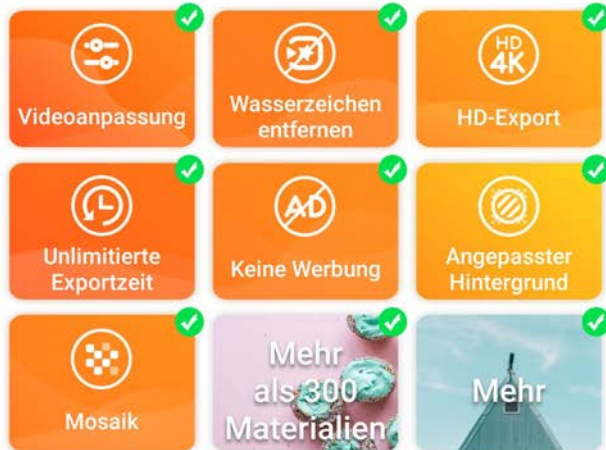 Videoanpassung
Wasserzeichen
entfernen
HD
4K
HD-Export
Unlimitierte
Exportzeit
AD
Keine Werbung
Angepasster
Hintergrund
Mosaik
Mehr
als 300
Materialien
Mehr